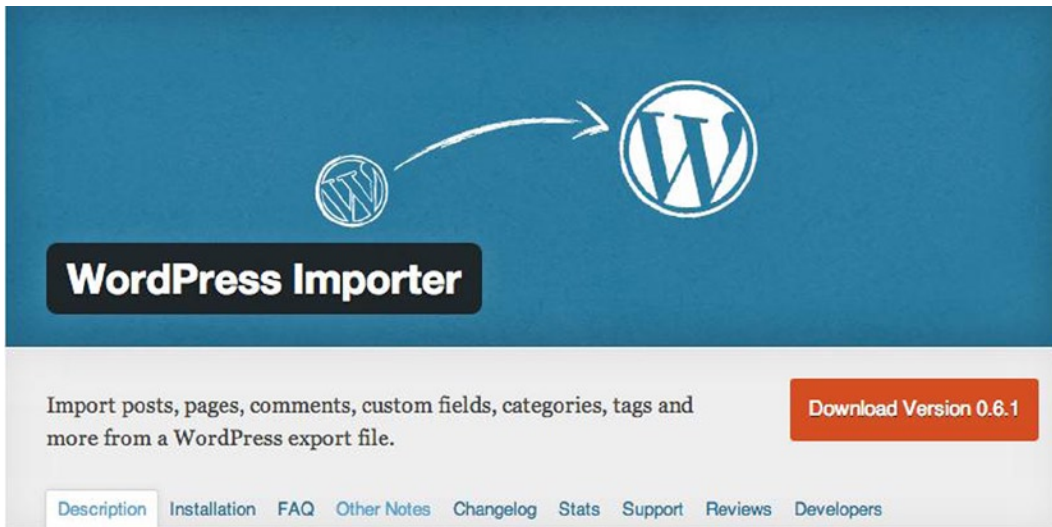 WordPress Importer
Import posts, pages, comments, custom fields, categories, tags and
more from a WordPress export file.
Download Version 0.6.1
Description Installation FAQ Other Notes Changelog Stats Support Reviews Developers